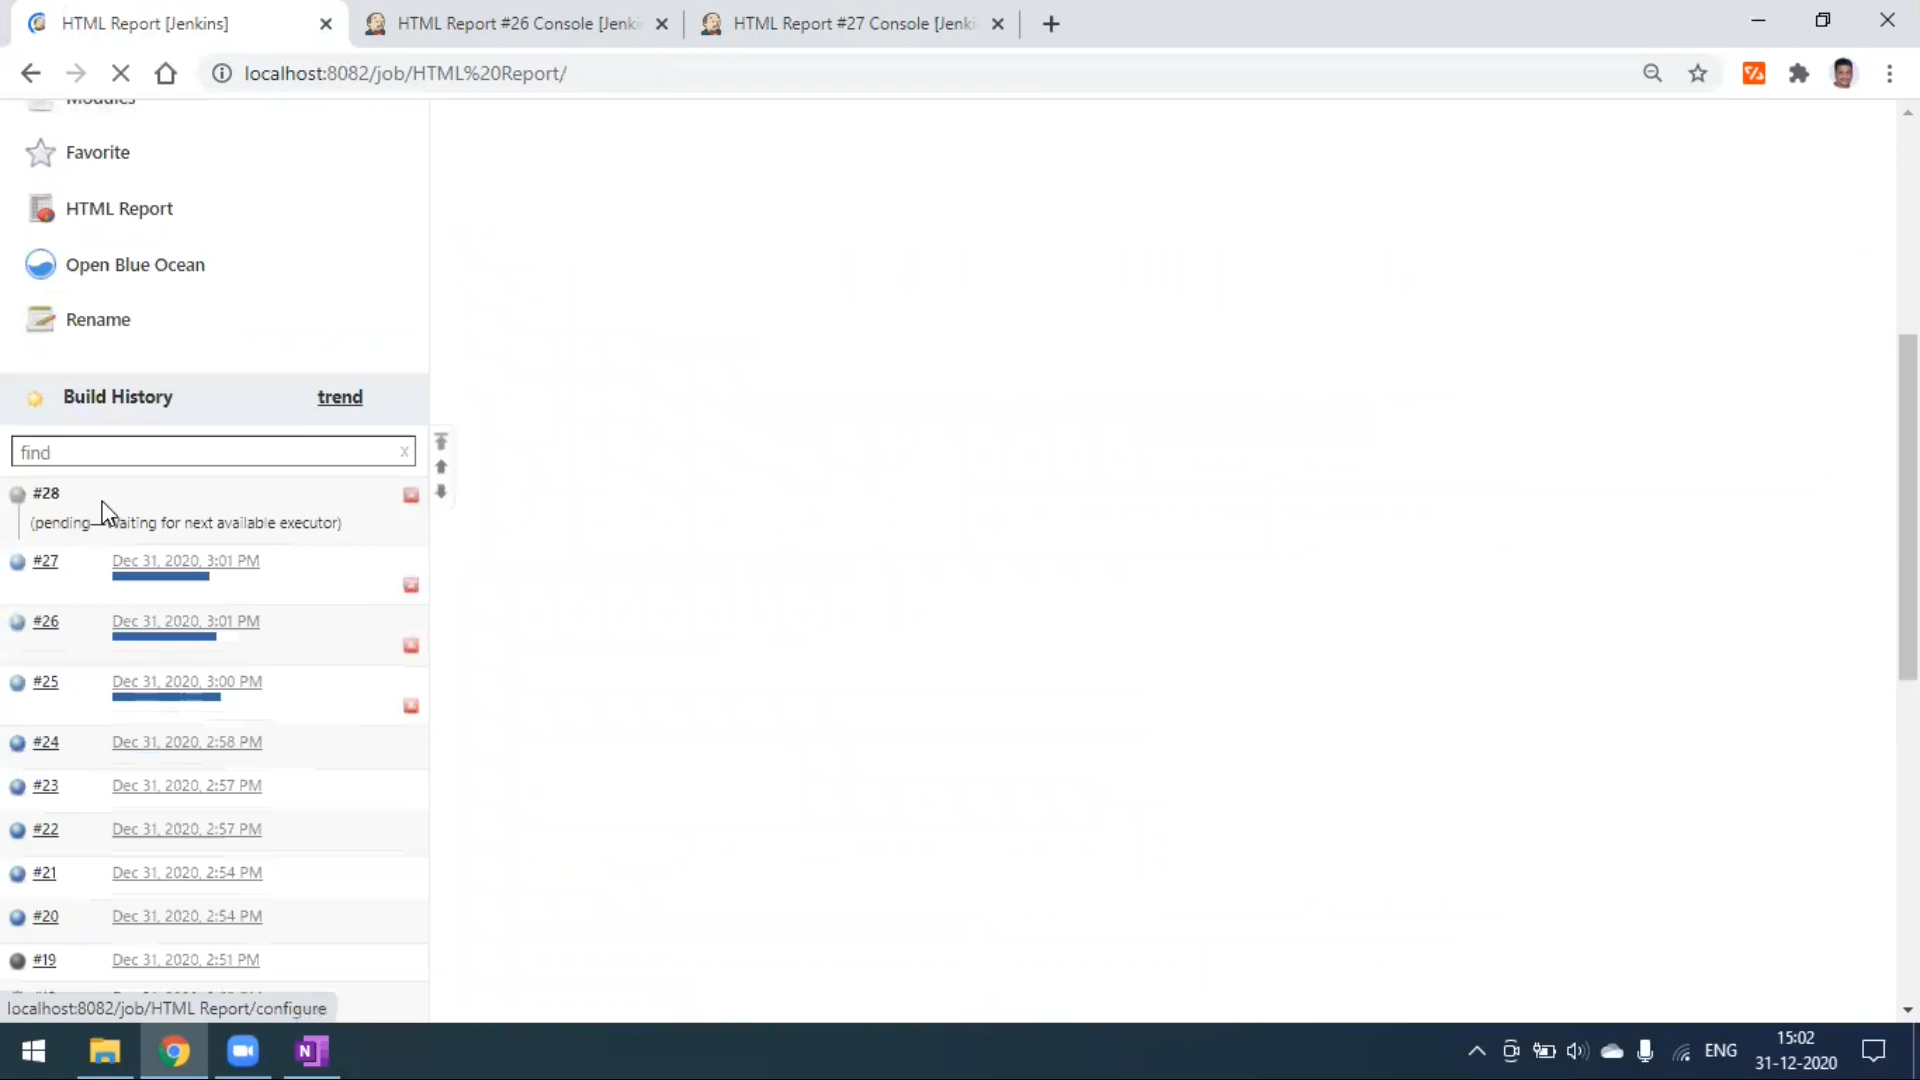 HTML Report [Jenkins]
HTML Report #26 Console [Jenki
HTML Report #27 Console [Jenki
localhost:8082/job/HTML%20Report/
Modules
Favorite
HTML Report
Open Blue Ocean
Rename
Build History trend
find x
#28
(pending—Waiting for next available executor)
#27 Dec 31, 2020, 3:01 PM
#26 Dec 31, 2020, 3:01 PM
#25 Dec 31, 2020, 3:00 PM
#24 Dec 31, 2020, 2:58 PM
#23 Dec 31, 2020, 2:57 PM
#22 Dec 31, 2020, 2:57 PM
#21 Dec 31, 2020, 2:54 PM
#20 Dec 31, 2020, 2:54 PM
#19 Dec 31, 2020, 2:51 PM
localhost:8082/job/HTML Report/configure
N
ENG
15:02
31-12-2020